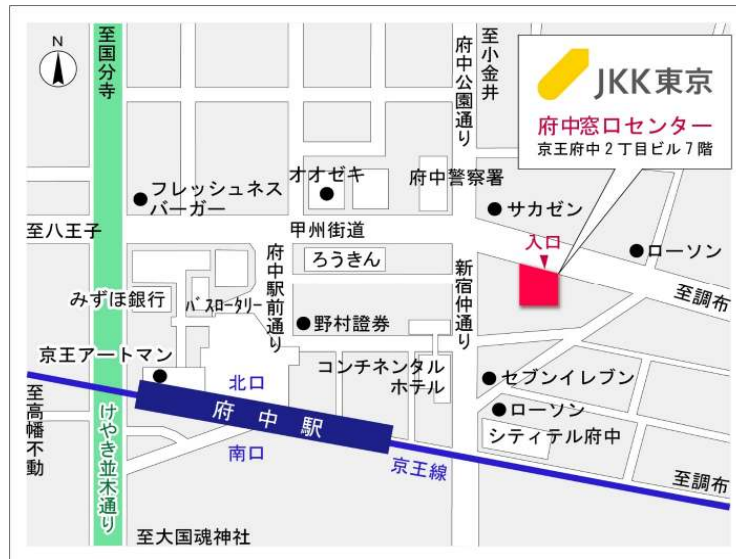 N
至国分寺
府中公園通り
至小金井
JKK東京
府中窓口センター
京王府中2丁目ビル7階
フレッシュネス
バーガー
オオゼキ
府中警察署
サカゼン
至八王子
甲州街道
入口
ローソン
ろうきん
府中駅前通り
新宿仲通り
至調布
みずほ銀行
バスロータリー
野村證券
京王アートマン
コンチネンタル
ホテル
セブンイレブン
北口
府中駅
ローソン
シティテル府中
至高幡不動
けやき並木通り
南口
京王線
至調布
至大国魂神社